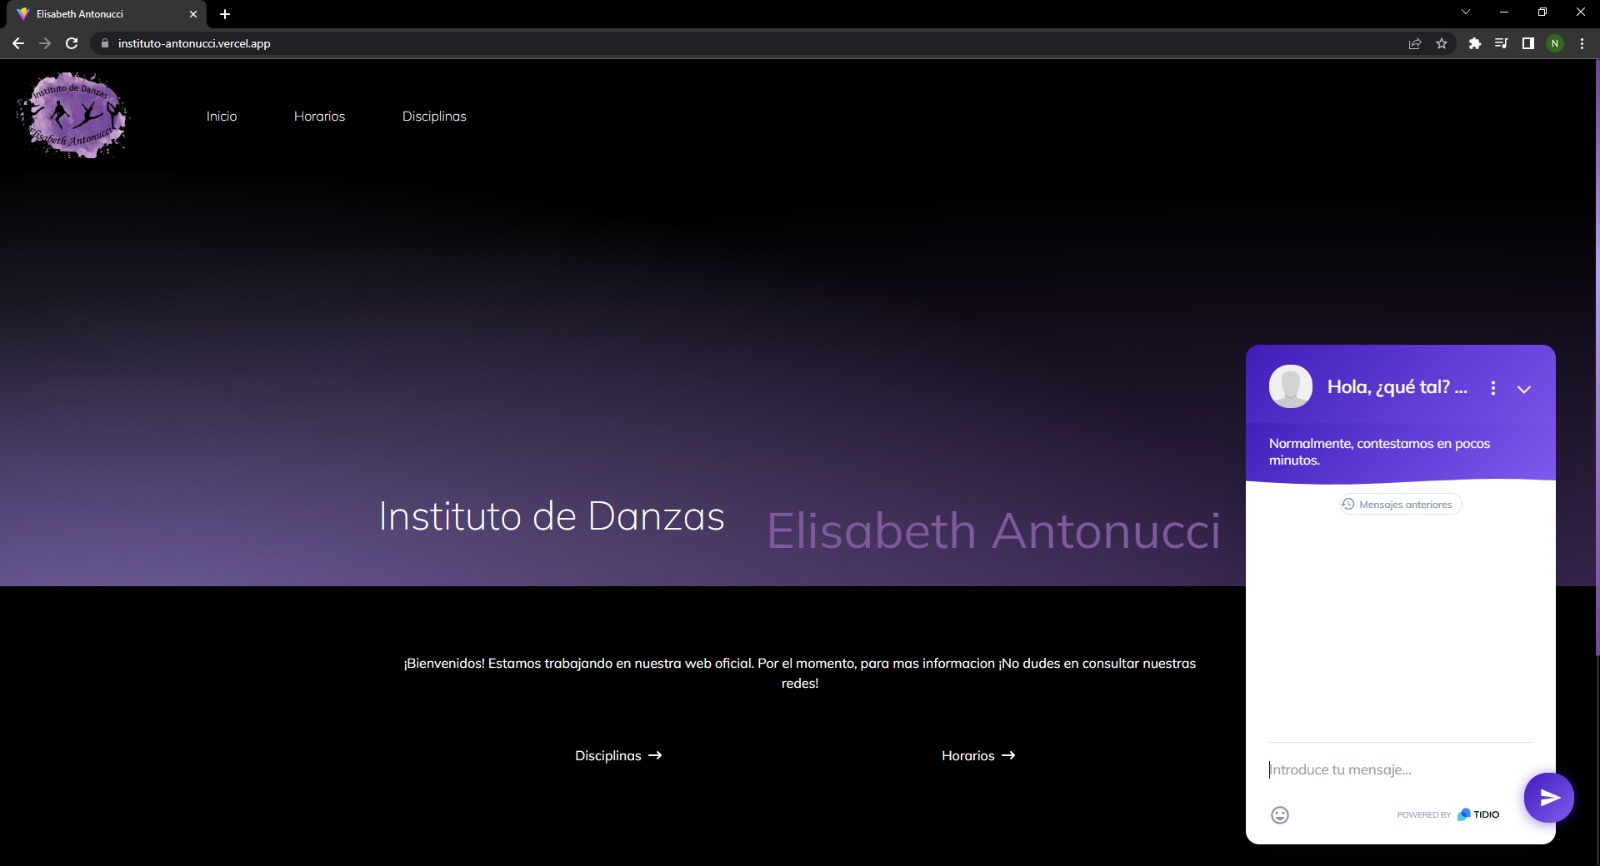 Elisabeth Antonucci
instituto-antonucci.vercel.app
N
Instituto de Danzas
Elisabeth Antonucci
Inicio
Horarios
Disciplinas
Instituto de Danzas
Elisabeth Antonucci
¡Bienvenidos! Estamos trabajando en nuestra web oficial. Por el momento, para mas informacion ¡No dudes en consultar nuestras
redes!
Disciplinas →
Horarios →
Hola, ¿qué tal? ...
Normalmente, contestamos en pocos
minutos.
Mensajes anteriores
Introduce tu mensaje...
POWERED BY TIDIO